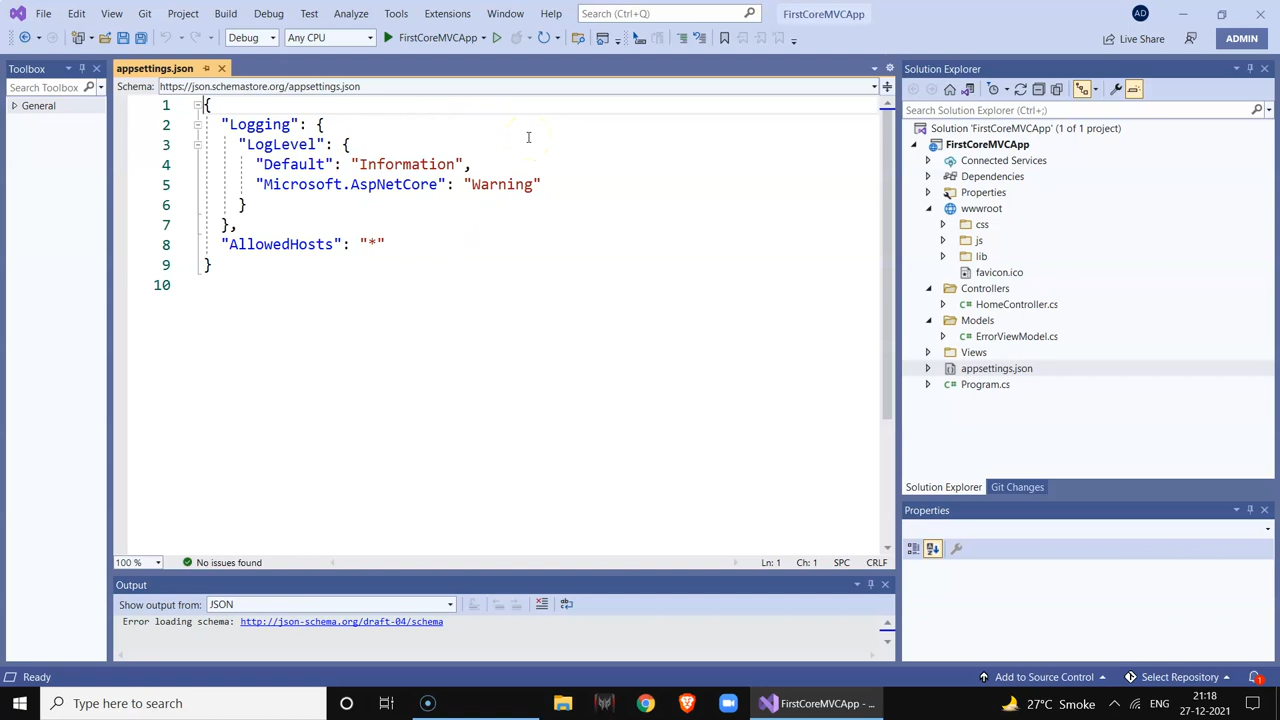 File Edit View Git Project Build Debug Test Analyze Tools Extensions Window Help Search (Ctrl+Q) FirstCoreMVCApp AD
Debug Any CPU FirstCoreMVCApp Live Share ADMIN
Toolbox
Search Toolbox
General
appsettings.json
Schema: https://json.schemastore.org/appsettings.json
1 {
2 "Logging": {
3 "LogLevel": {
4 "Default": "Information",
5 "Microsoft.AspNetCore": "Warning"
6 }
7 },
8 "AllowedHosts": "*"
9 }
10
100 % No issues found Ln: 1 Ch: 1 SPC CRLF
Output
Show output from: JSON
Error loading schema: http://json-schema.org/draft-04/schema
Solution Explorer
Search Solution Explorer (Ctrl+;)
Solution 'FirstCoreMVCApp' (1 of 1 project)
FirstCoreMVCApp
Connected Services
Dependencies
Properties
wwwroot
css
js
lib
favicon.ico
Controllers
C# HomeController.cs
Models
C# ErrorViewModel.cs
Views
appsettings.json
C# Program.cs
Solution Explorer Git Changes
Properties
Ready Add to Source Control Select Repository 1
Type here to search FirstCoreMVCApp - ... 27°C Smoke ENG 21:18
27-12-2021